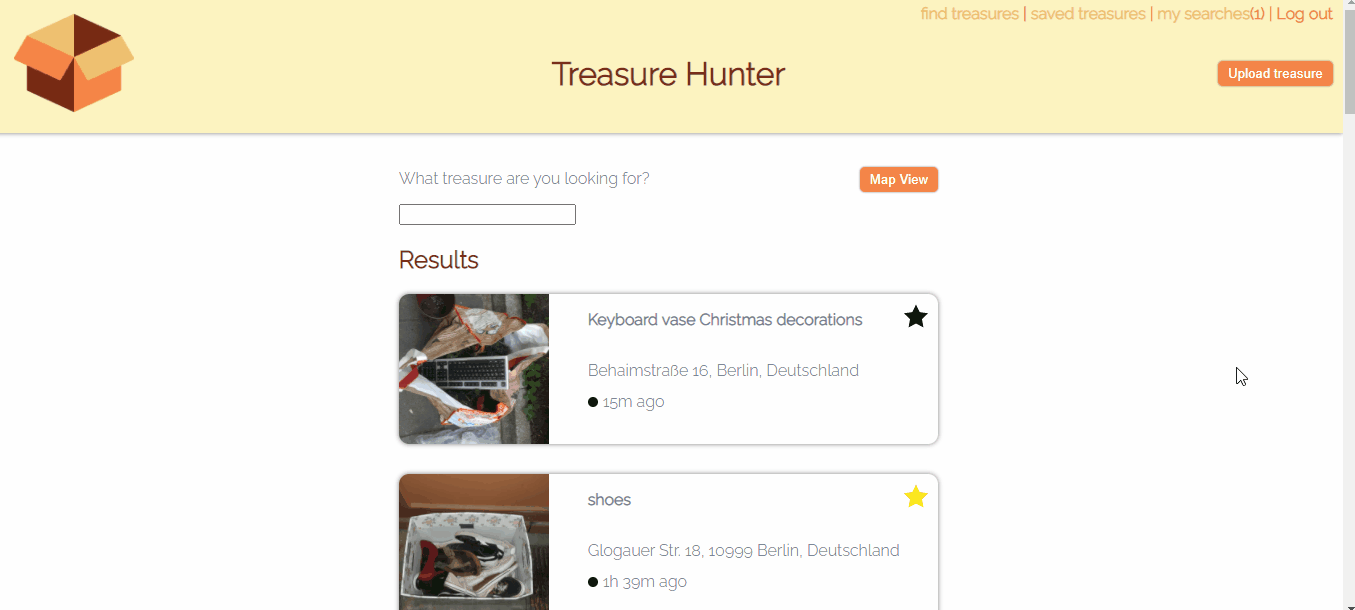 find treasures | saved treasures | my searches(1) | Log out
Treasure Hunter
Upload treasure
What treasure are you looking for?
Map View
Results
Keyboard vase Christmas decorations
Behaimstraße 16, Berlin, Deutschland
15m ago
shoes
Glogauer Str. 18, 10999 Berlin, Deutschland
1h 39m ago